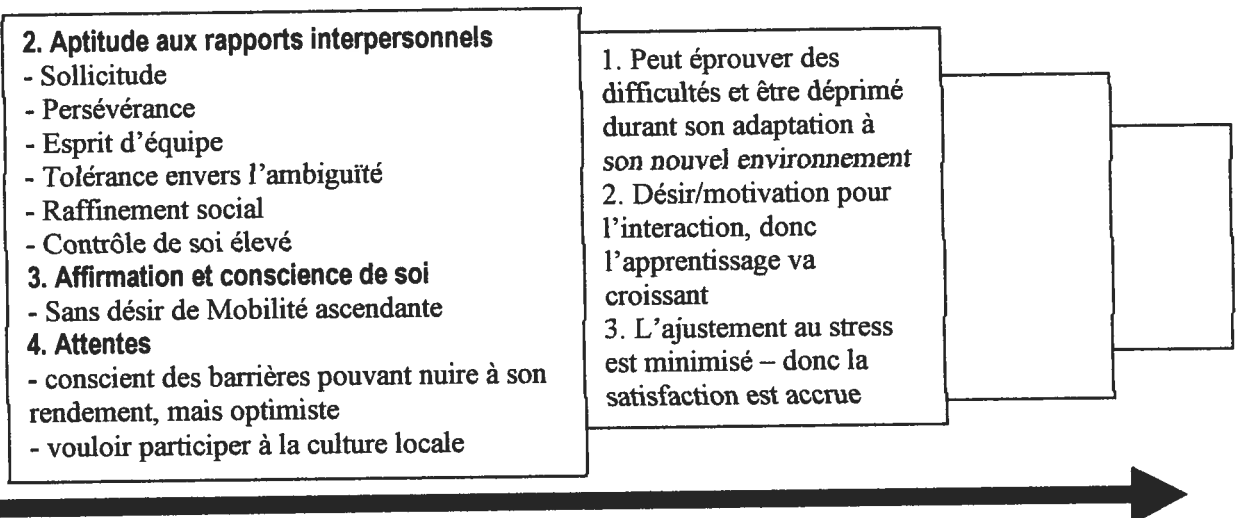 2. Aptitude aux rapports interpersonnels
- Sollicitude
- Persévérance
- Esprit d'équipe
- Tolérance envers l'ambiguïté
- Raffinement social
- Contrôle de soi élevé
3. Affirmation et conscience de soi
- Sans désir de Mobilité ascendante
4. Attentes
- conscient des barrières pouvant nuire à son
rendement, mais optimiste
- vouloir participer à la culture locale
1. Peut éprouver des
difficultés et être déprimé
durant son adaptation à
son nouvel environnement
2. Désir/motivation pour
l'interaction, donc
l'apprentissage va
croissant
3. L'ajustement au stress
est minimisé – donc la
satisfaction est accrue